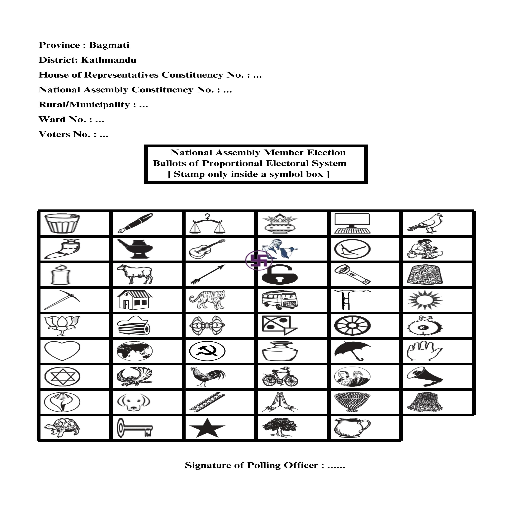 Province : Bagmati
District: Kathmandu
House of Representatives Constituency No. : ...
National Assembly Constituency No. : ...
Rural/Municipality : ...
Ward No. : ...
Voters No. : ...
National Assembly Member Election
Ballots of Proportional Electoral System
[ Stamp only inside a symbol box ]
Signature of Polling Officer : ......